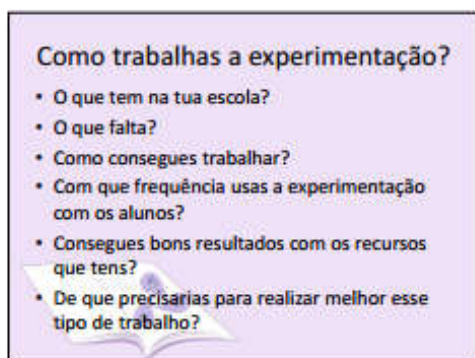 Como trabalhas a experimentação?
• O que tem na tua escola?
• O que falta?
• Como consegues trabalhar?
• Com que frequência usas a experimentação
com os alunos?
• Consegues bons resultados com os recursos
que tens?
• De que precisarias para realizar melhor esse
tipo de trabalho?